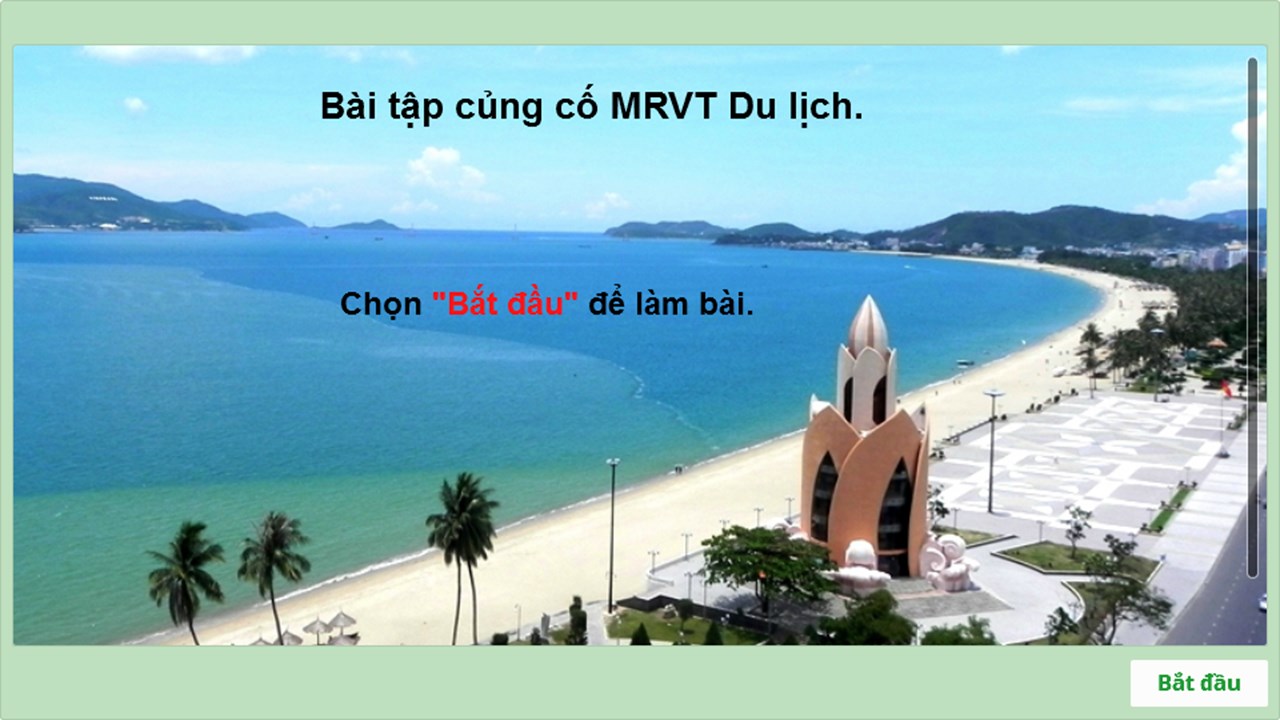 Bài tập củng cố MRVT Du lịch.
Chọn "Bắt đầu" để làm bài.
Bắt đầu